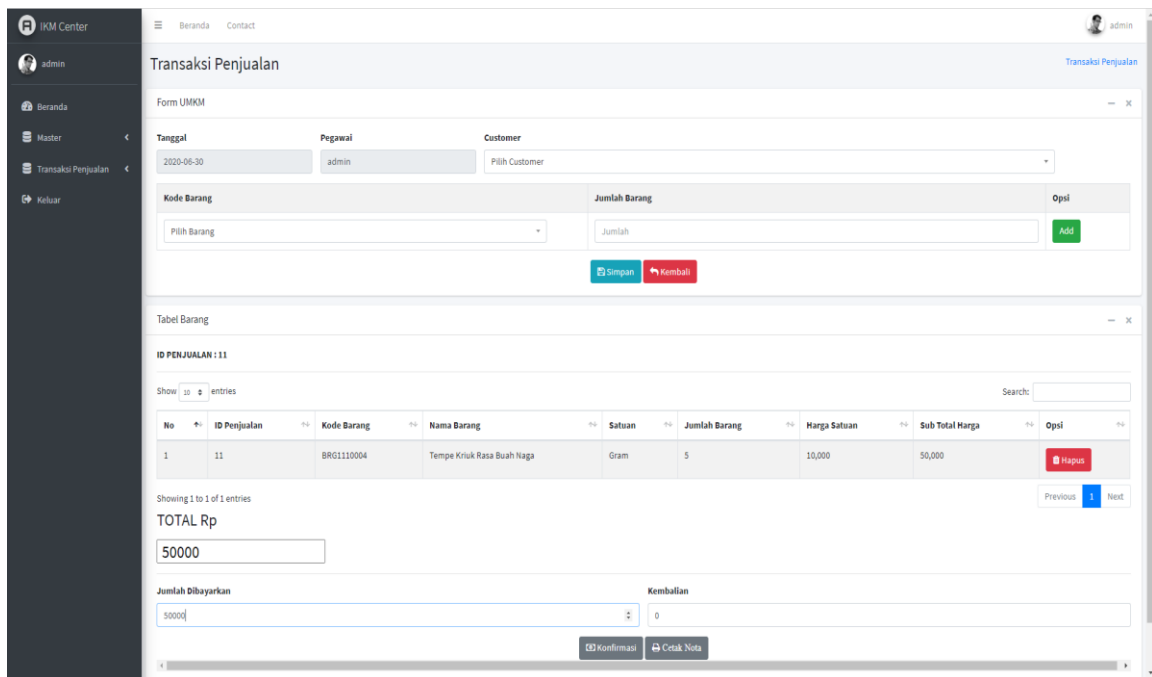 IKM Center
Beranda Contact
admin
admin
Beranda
Master
Transaksi Penjualan
Keluar
Transaksi Penjualan
Transaksi Penjualan
Form UMKM
Tanggal Pegawai Customer
2020-06-30 admin Pilih Customer
Kode Barang Jumlah Barang Opsi
Pilih Barang Jumlah Add
Simpan Kembali
Tabel Barang
ID PENJUALAN : 11
Show 10 entries Search:
No ID Penjualan Kode Barang Nama Barang Satuan Jumlah Barang Harga Satuan Sub Total Harga Opsi
1 11 BRG1110004 Tempe Kriuk Rasa Buah Naga Gram 5 10,000 50,000 Hapus
Showing 1 to 1 of 1 entries Previous 1 Next
TOTAL Rp
50000
Jumlah Dibayarkan Kembalian
50000 0
Konfirmasi Cetak Nota